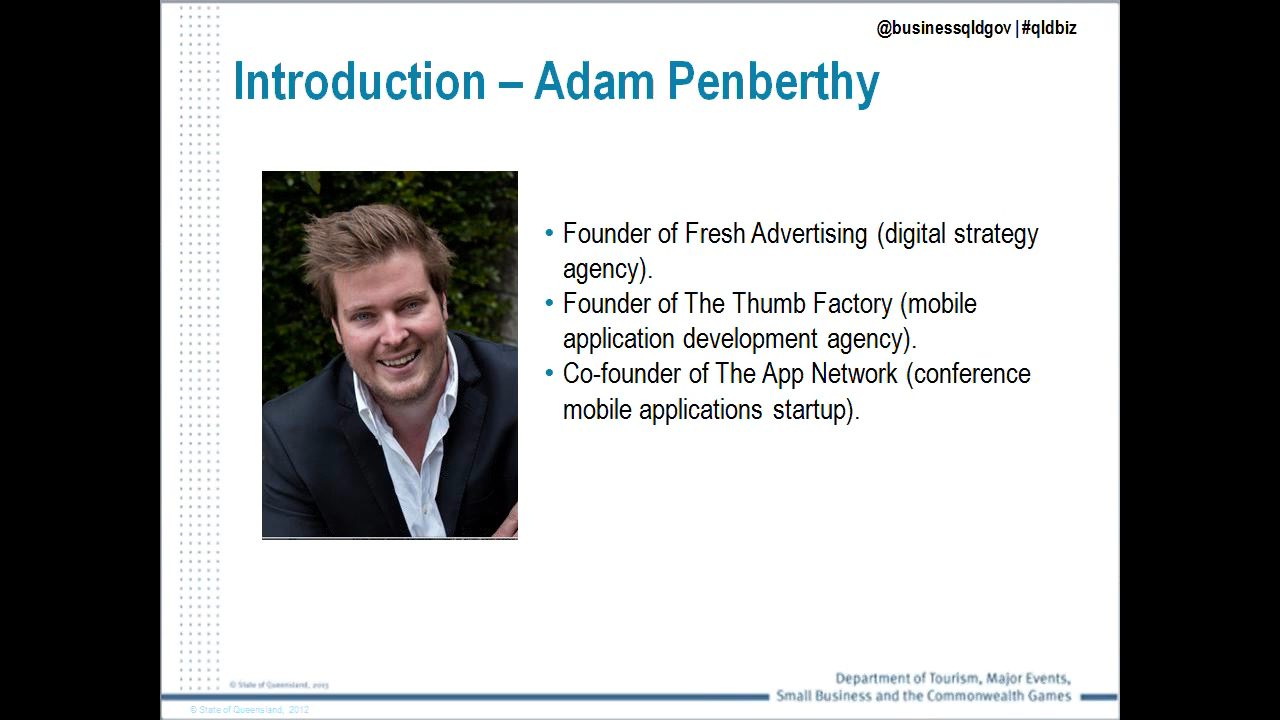 @businessqldgov | #qldbiz
Introduction – Adam Penberthy
• Founder of Fresh Advertising (digital strategy
agency).
• Founder of The Thumb Factory (mobile
application development agency).
• Co-founder of The App Network (conference
mobile applications startup).
© State of Queensland, 2013
Department of Tourism, Major Events,
Small Business and the Commonwealth Games
© State of Queensland, 2012